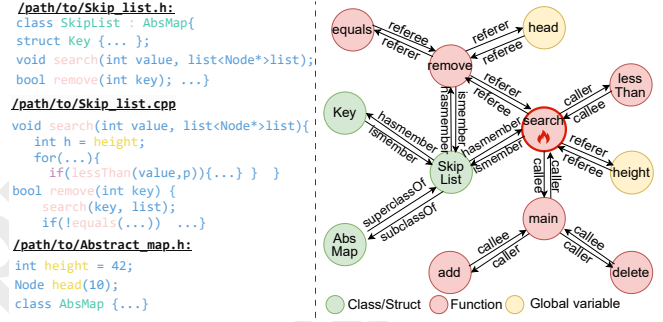 /path/to/Skip_list.h:
class SkipList : AbsMap{
struct Key {... };
void search(int value, list<Node*>list);
bool remove(int key); ...}
/path/to/Skip_list.cpp
void search(int value, list<Node*>list){
int h = height;
for(...){
if(lessThan(value,p)){...} } }
bool remove(int key) {
search(key, list);
if(!equals(...)) ...}
/path/to/Abstract_map.h:
int height = 42;
Node head(10);
class AbsMap {...}
equals
referee
referer
remove
referer
referee
head
referer
referee
less
Than
caller
callee
search
Key
hasmember
ismember
hasmember
ismember
hasmember
ismember
Skip
List
referer
referee
height
superclassOf
subclassOf
Abs
Map
caller
callee
main
callee
caller
add
callee
caller
delete
Class/Struct
Function
Global variable